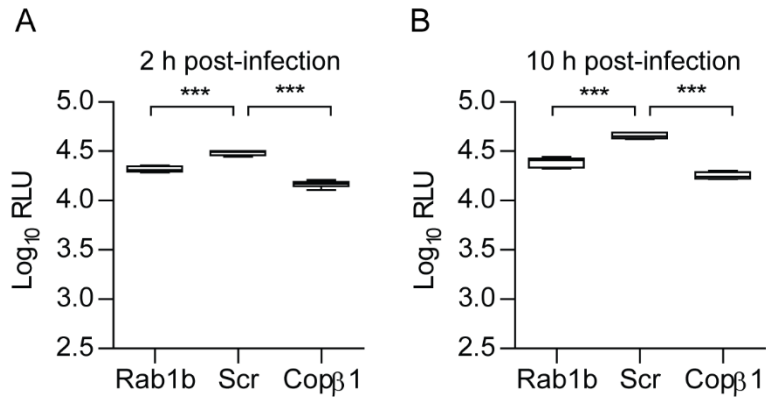 A
2 h post-infection
*** ***
5.0
4.5
4.0
3.5
3.0
2.5
Log10 RLU
Rab1b Scr Copβ1
B
10 h post-infection
*** ***
5.0
4.5
4.0
3.5
3.0
2.5
Log10 RLU
Rab1b Scr Copβ1